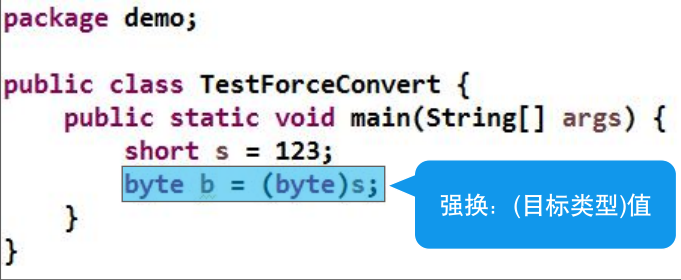 package demo;
public class TestForceConvert {
public static void main(String[] args) {
short s = 123;
byte b = (byte)s;
强换：(目标类型)值
}
}